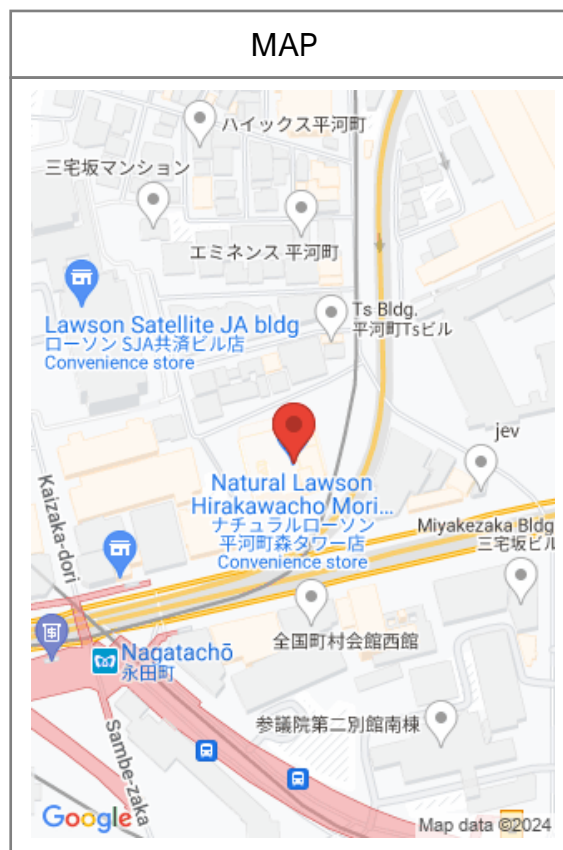 MAP
ハイックス平河町
三宅坂マンション
エミネンス 平河町
Ts Bldg.
平河町Tsビル
Lawson Satellite JA bldg
ローソン SJA共済ビル店
Convenience store
jev
Natural Lawson
Hirakawacho Mori...
ナチュラルローソン
平河町森タワー店
Convenience store
Kaizaka-dori
Miyakezaka Bldg
三宅坂ビル
全国町村会館西館
Nagatachō
永田町
参議院第二別館南棟
Sambe-zaka
Google
Map data ©2024